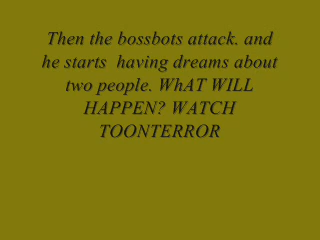 Then the bossbots attack. and
he starts  having dreams about
two people. WhAT WILL
HAPPEN? WATCH
TOONTERROR